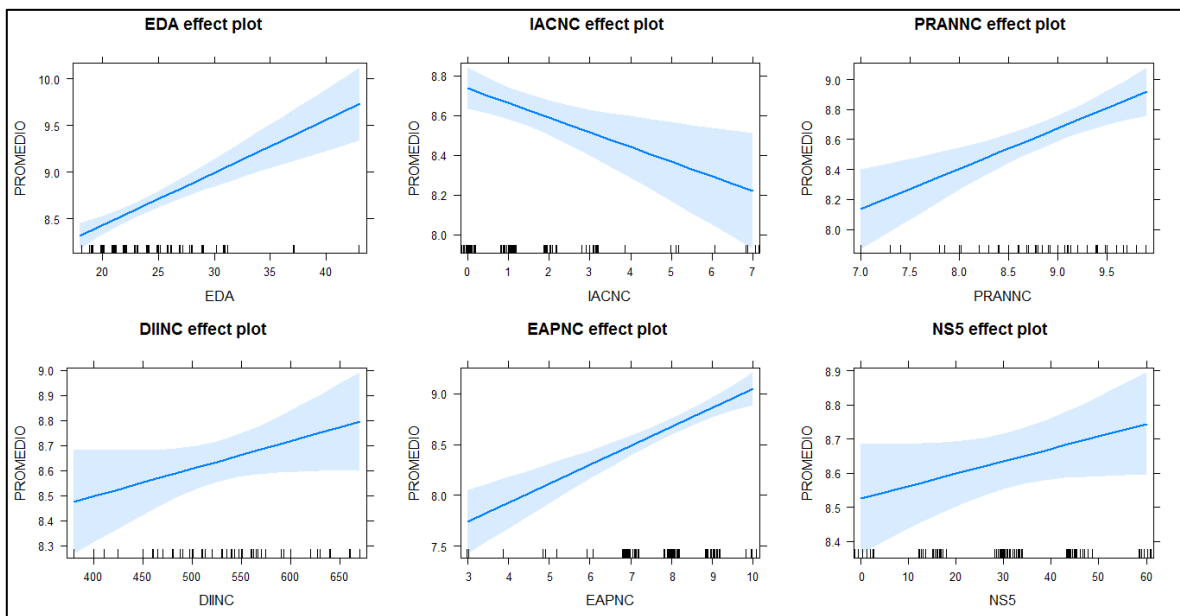 EDA effect plot
PROMEDIO
10.0
9.5
9.0
8.5
20 25 30 35 40
EDA
IACNC effect plot
PROMEDIO
8.8
8.6
8.4
8.2
8.0
0 1 2 3 4 5 6 7
IACNC
PRANNC effect plot
PROMEDIO
9.0
8.8
8.6
8.4
8.2
8.0
7.0 7.5 8.0 8.5 9.0 9.5
PRANNC
DIINC effect plot
PROMEDIO
9.0
8.9
8.8
8.7
8.6
8.5
8.4
8.3
400 450 500 550 600 650
DIINC
EAPNC effect plot
PROMEDIO
9.0
8.5
8.0
7.5
3 4 5 6 7 8 9 10
EAPNC
NS5 effect plot
PROMEDIO
8.9
8.8
8.7
8.6
8.5
8.4
0 10 20 30 40 50 60
NS5